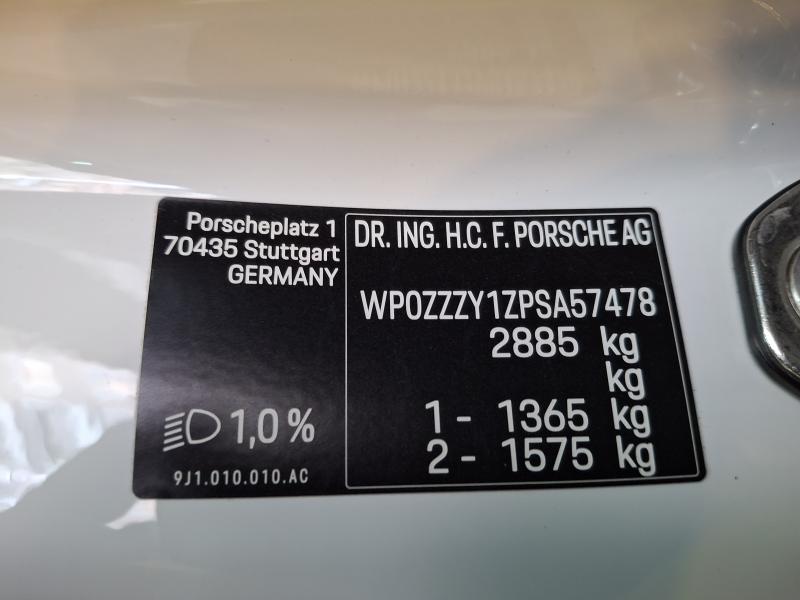 Porscheplatz 1
70435 Stuttgart
GERMANY
1,0 %
9J1.010.010.AC
DR. ING. H.C. F. PORSCHE AG
WP0ZZZY1ZPSA57478
2885 kg
kg
1 - 1365 kg
2 - 1575 kg